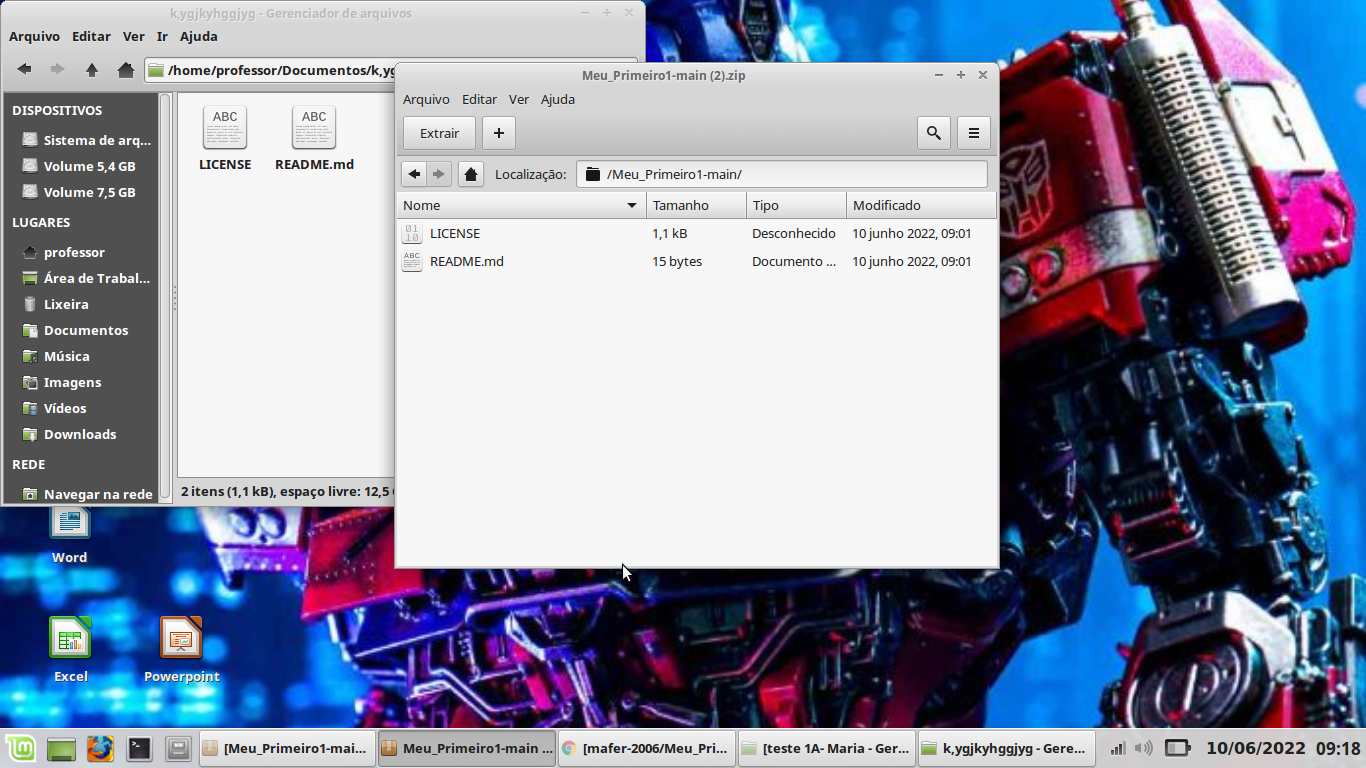 k,ygjkyhggjyg - Gerenciador de arquivos
Arquivo Editar Ver Ir Ajuda
/home/professor/Documentos/k,yg
DISPOSITIVOS
Sistema de arq...
Volume 5,4 GB
Volume 7,5 GB
LUGARES
professor
Área de Trabal...
Lixeira
Documentos
Música
Imagens
Vídeos
Downloads
REDE
Navegar na rede
ABC
LICENSE
ABC
README.md
2 itens (1,1 kB), espaço livre: 12,5
Meu_Primeiro1-main (2).zip
Arquivo Editar Ver Ajuda
Extrair +
Localização: /Meu_Primeiro1-main/
Nome Tamanho Tipo Modificado
LICENSE 1,1 kB Desconhecido 10 junho 2022, 09:01
README.md 15 bytes Documento ... 10 junho 2022, 09:01
Word
Excel
Powerpoint
[Meu_Primeiro1-mai...
Meu_Primeiro1-main ...
[mafer-2006/Meu_Pri...
[teste 1A- Maria - Ger...
k,ygjkyhggjyg - Gere...
10/06/2022 09:18